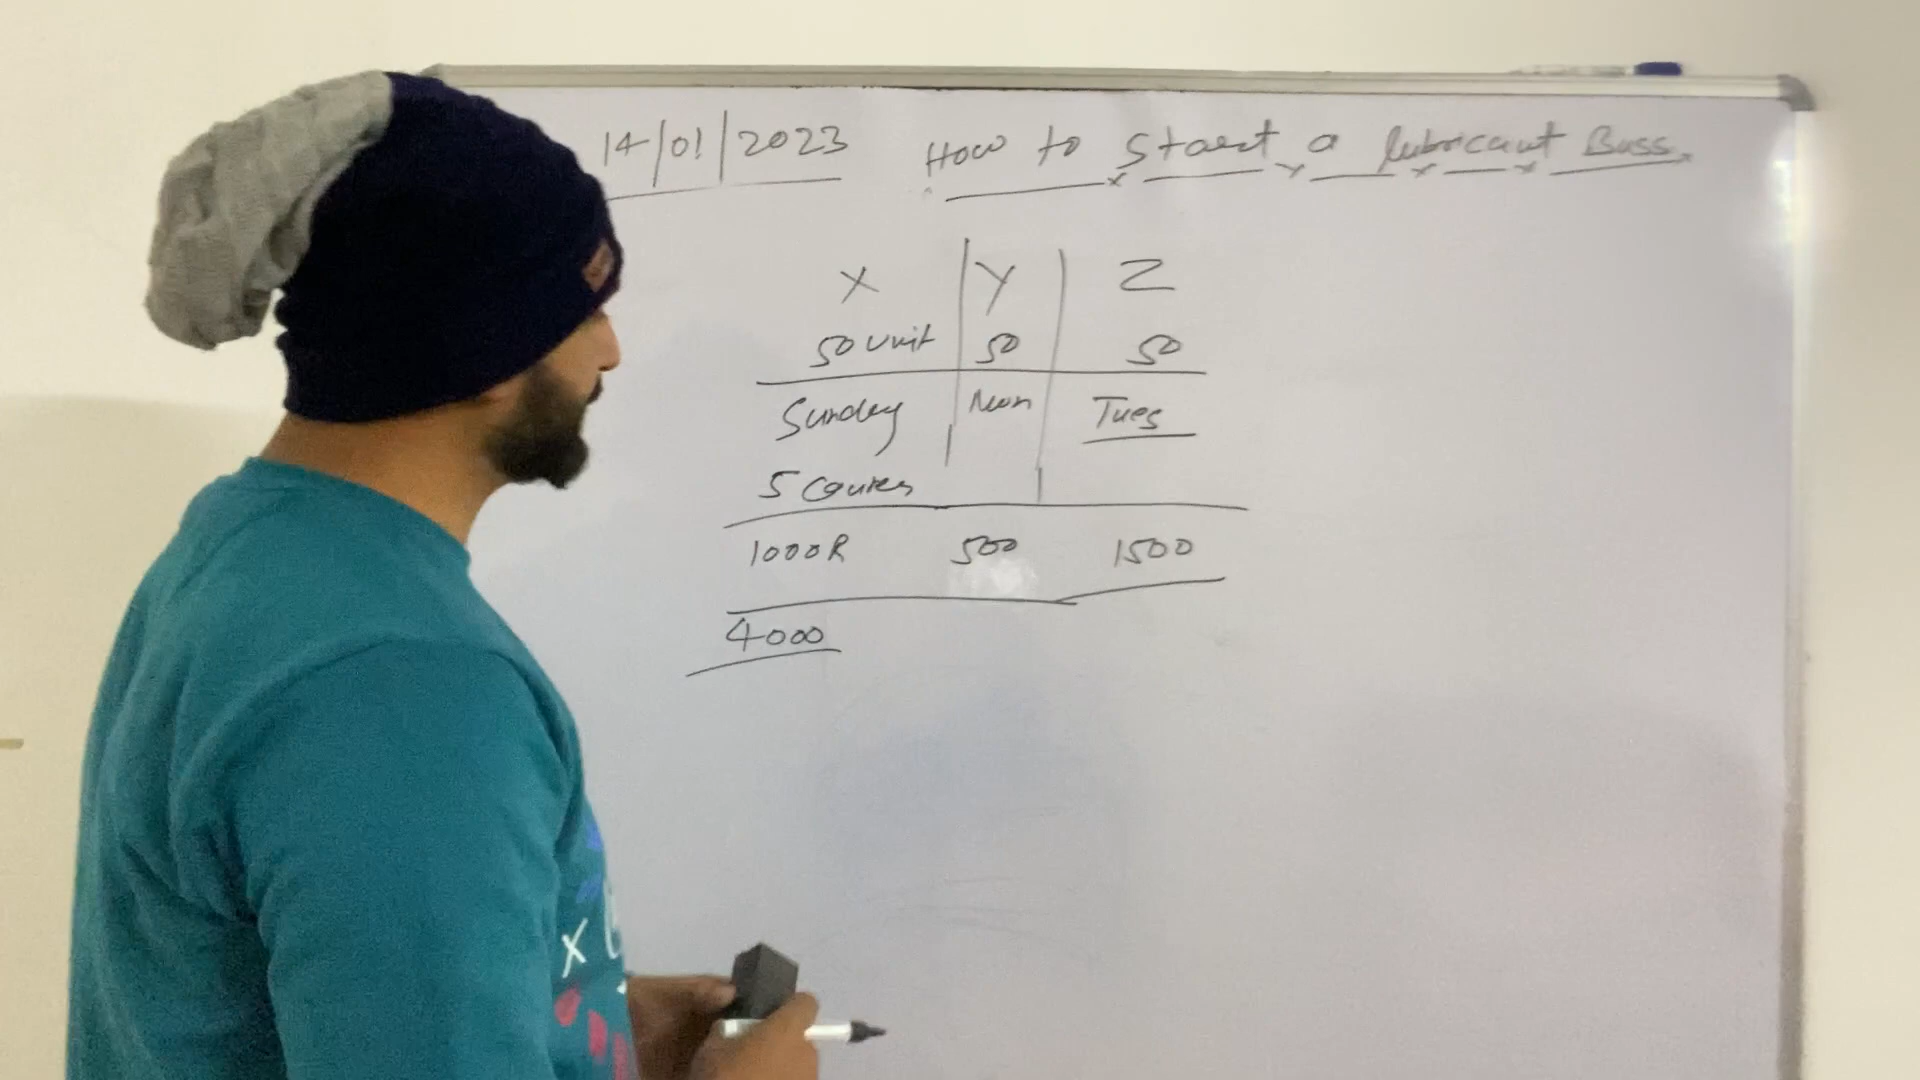 14/01/2023 How to Start a lubricant Buss.
X Y Z
50 unit 50 50
Sunday Mon Tues
5
1000R 500 1500
4000
X